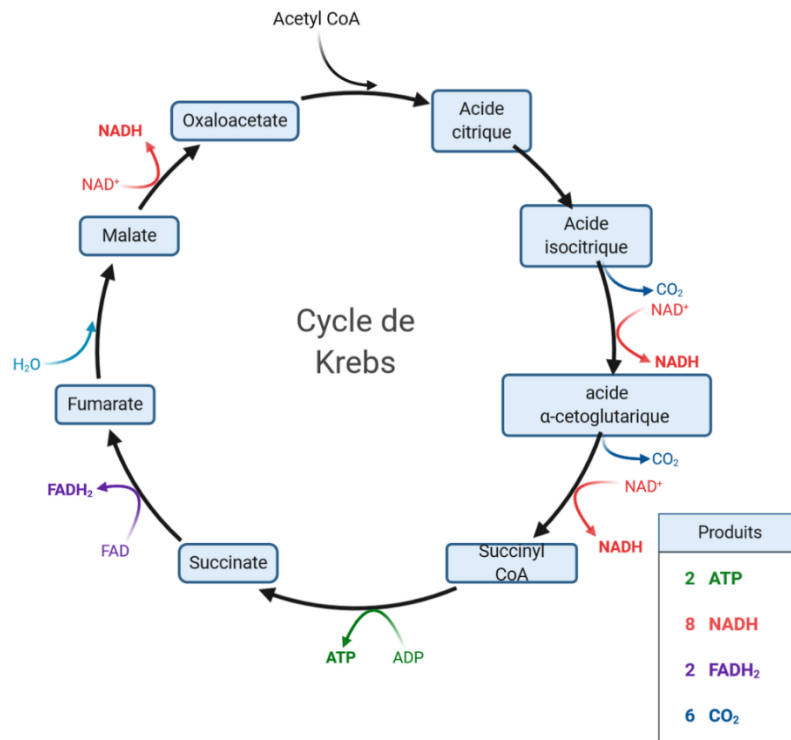 Acetyl CoA
Oxaloacetate
Acide
citrique
NADH
NAD⁺
Malate
Acide
isocitrique
CO₂
NAD⁺
NADH
Cycle de
Krebs
H₂O
Fumarate
acide
α-cetoglutarique
CO₂
NAD⁺
NADH
FADH₂
FAD
Succinate
Succinyl
CoA
ATP
ADP
Produits
2 ATP
8 NADH
2 FADH₂
6 CO₂